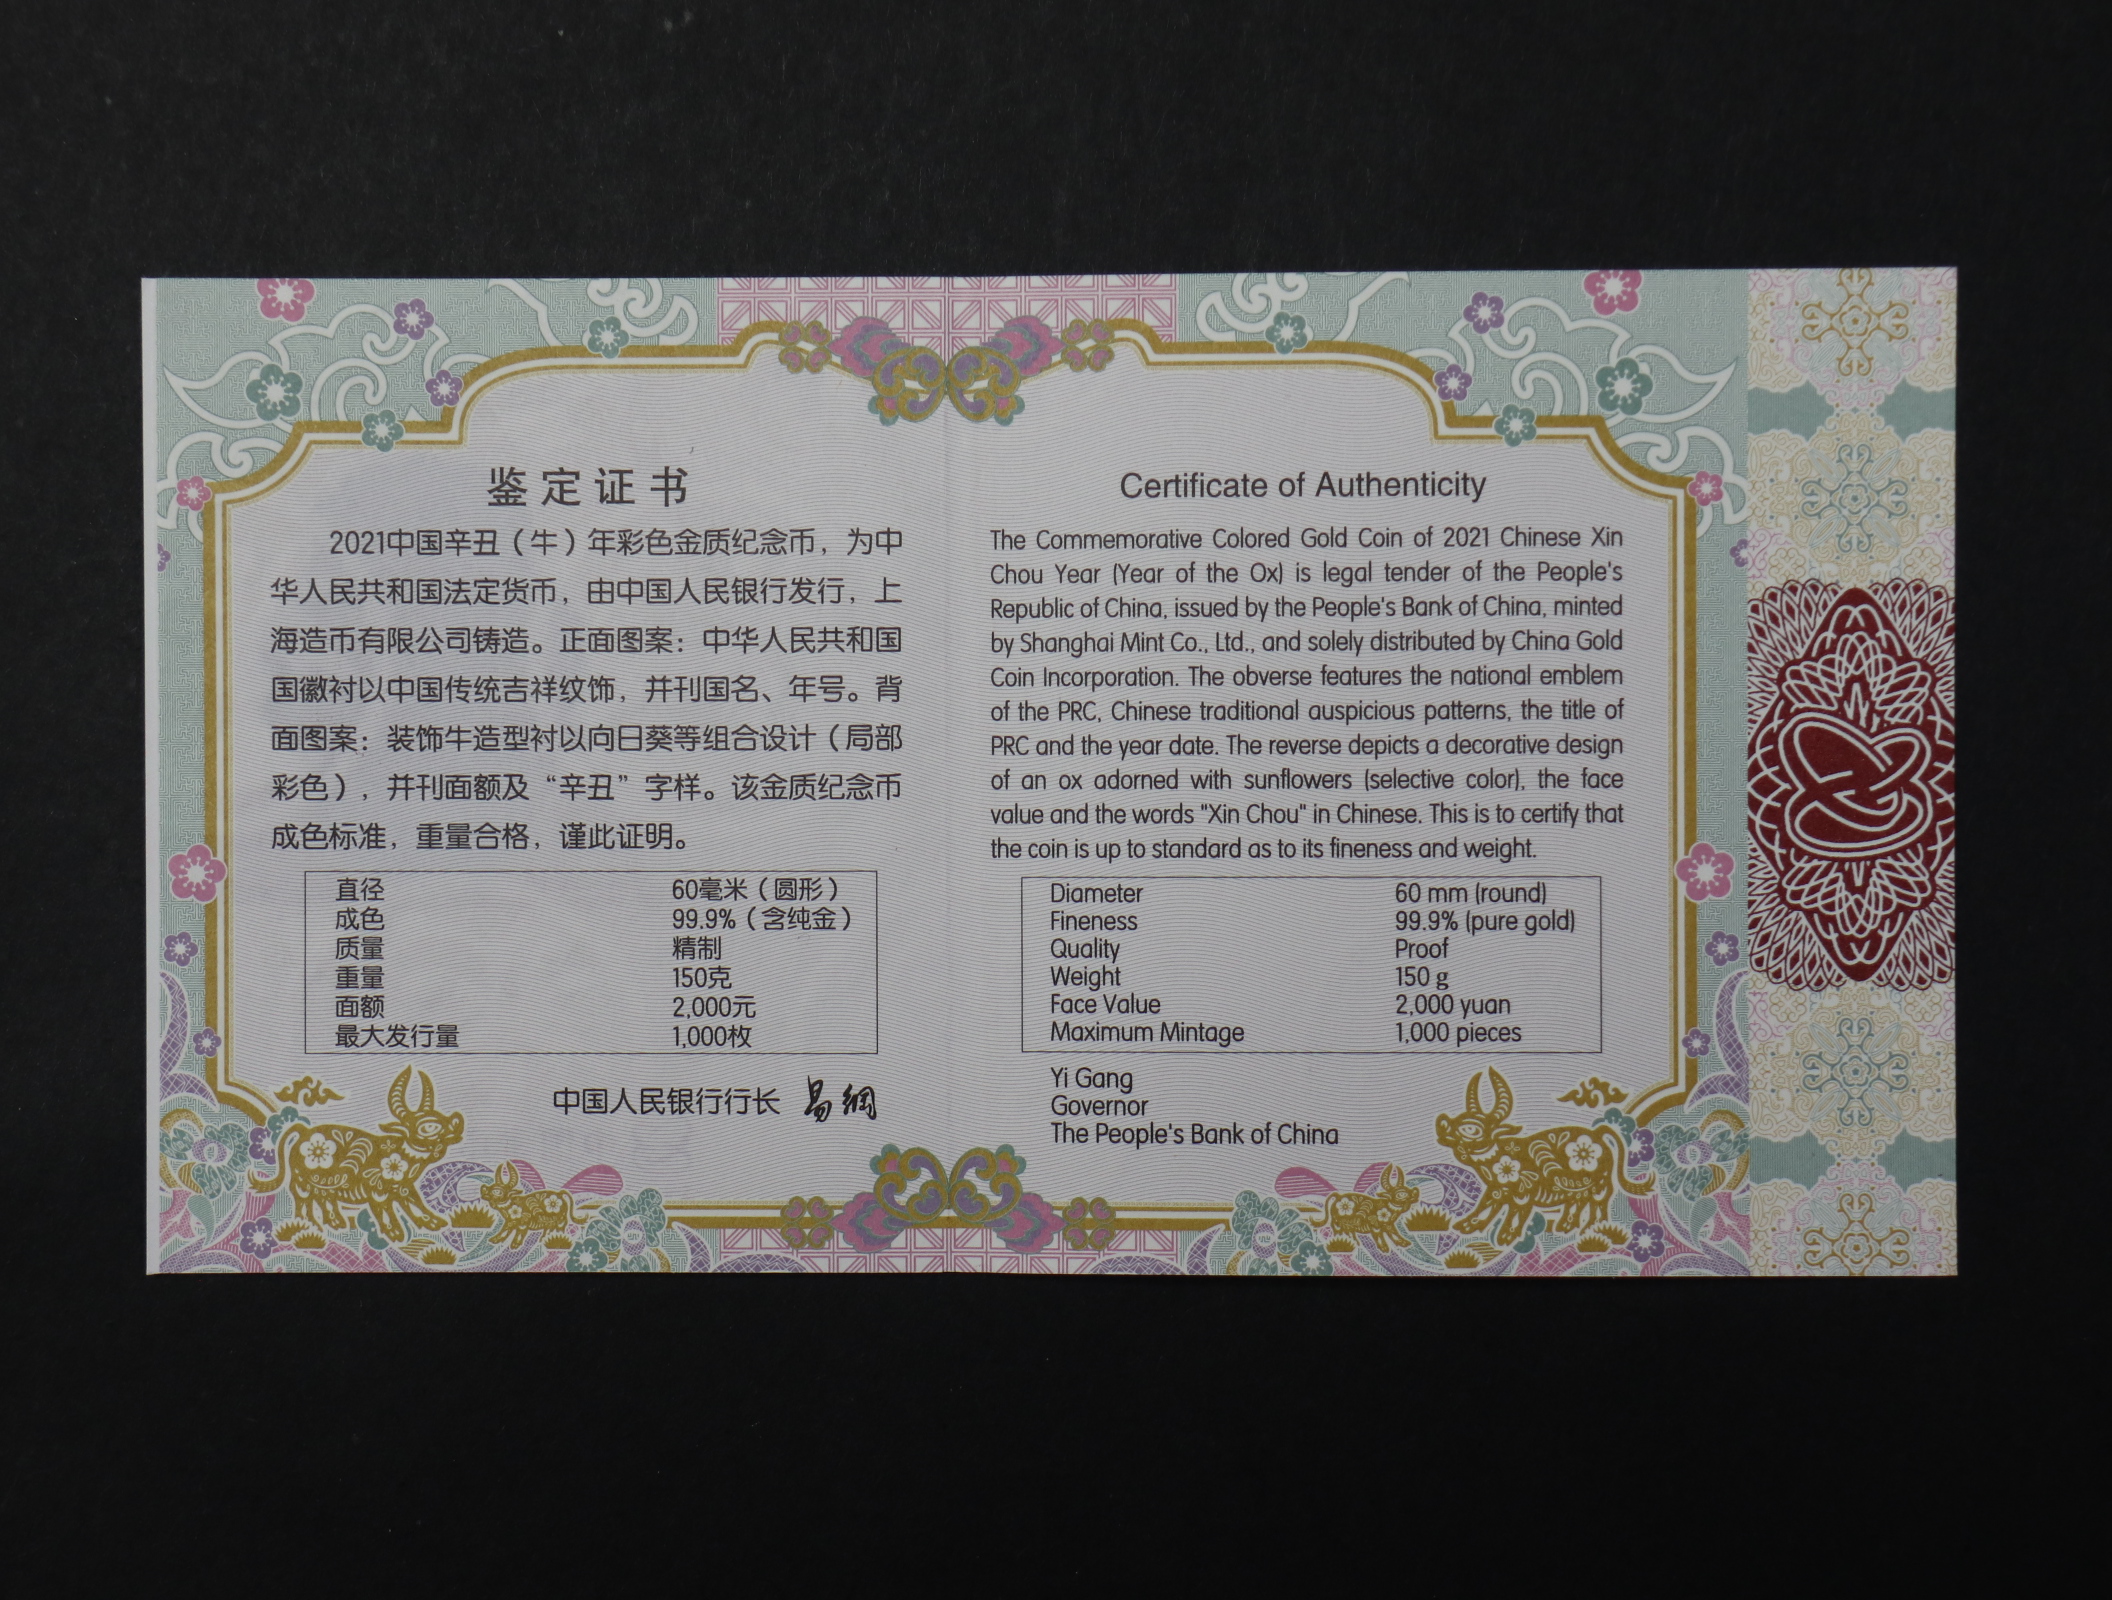 鉴定证书
2021中国辛丑（牛）年彩色金质纪念币，为中
华人民共和国法定货币，由中国人民银行发行，上
海造币有限公司铸造。正面图案：中华人民共和国
国徽衬以中国传统吉祥纹饰，并刊国名、年号。背
面图案：装饰牛造型衬以向日葵等组合设计（局部
彩色），并刊面额及“辛丑”字样。该金质纪念币
成色标准，重量合格，谨此证明。
直径 60毫米（圆形）
成色 99.9%（含纯金）
质量 精制
重量 150克
面额 2,000元
最大发行量 1,000枚
中国人民银行行长 易綱
Certificate of Authenticity
The Commemorative Colored Gold Coin of 2021 Chinese Xin
Chou Year (Year of the Ox) is legal tender of the People's
Republic of China, issued by the People's Bank of China, minted
by Shanghai Mint Co., Ltd., and solely distributed by China Gold
Coin Incorporation. The obverse features the national emblem
of the PRC, Chinese traditional auspicious patterns, the title of
PRC and the year date. The reverse depicts a decorative design
of an ox adorned with sunflowers (selective color), the face
value and the words "Xin Chou" in Chinese. This is to certify that
the coin is up to standard as to its fineness and weight.
Diameter 60 mm (round)
Fineness 99.9% (pure gold)
Quality Proof
Weight 150 g
Face Value 2,000 yuan
Maximum Mintage 1,000 pieces
Yi Gang
Governor
The People's Bank of China